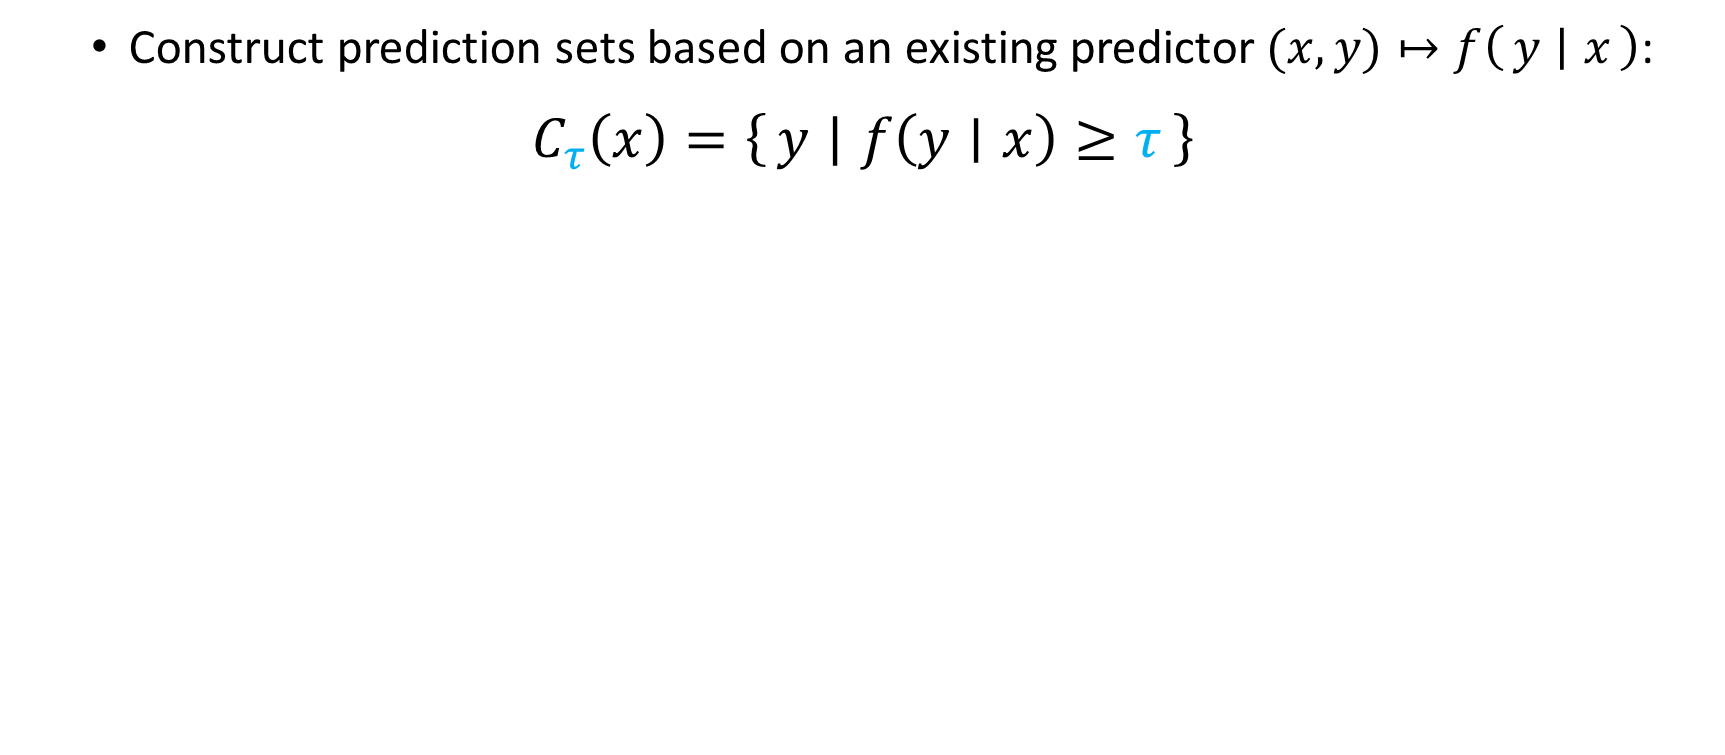 • Construct prediction sets based on an existing predictor (𝑥, 𝑦) ↦ 𝑓( 𝑦 ∣ 𝑥 ):
𝐶_𝜏(𝑥) = { 𝑦 ∣ 𝑓(𝑦 ∣ 𝑥) ≥ 𝜏 }